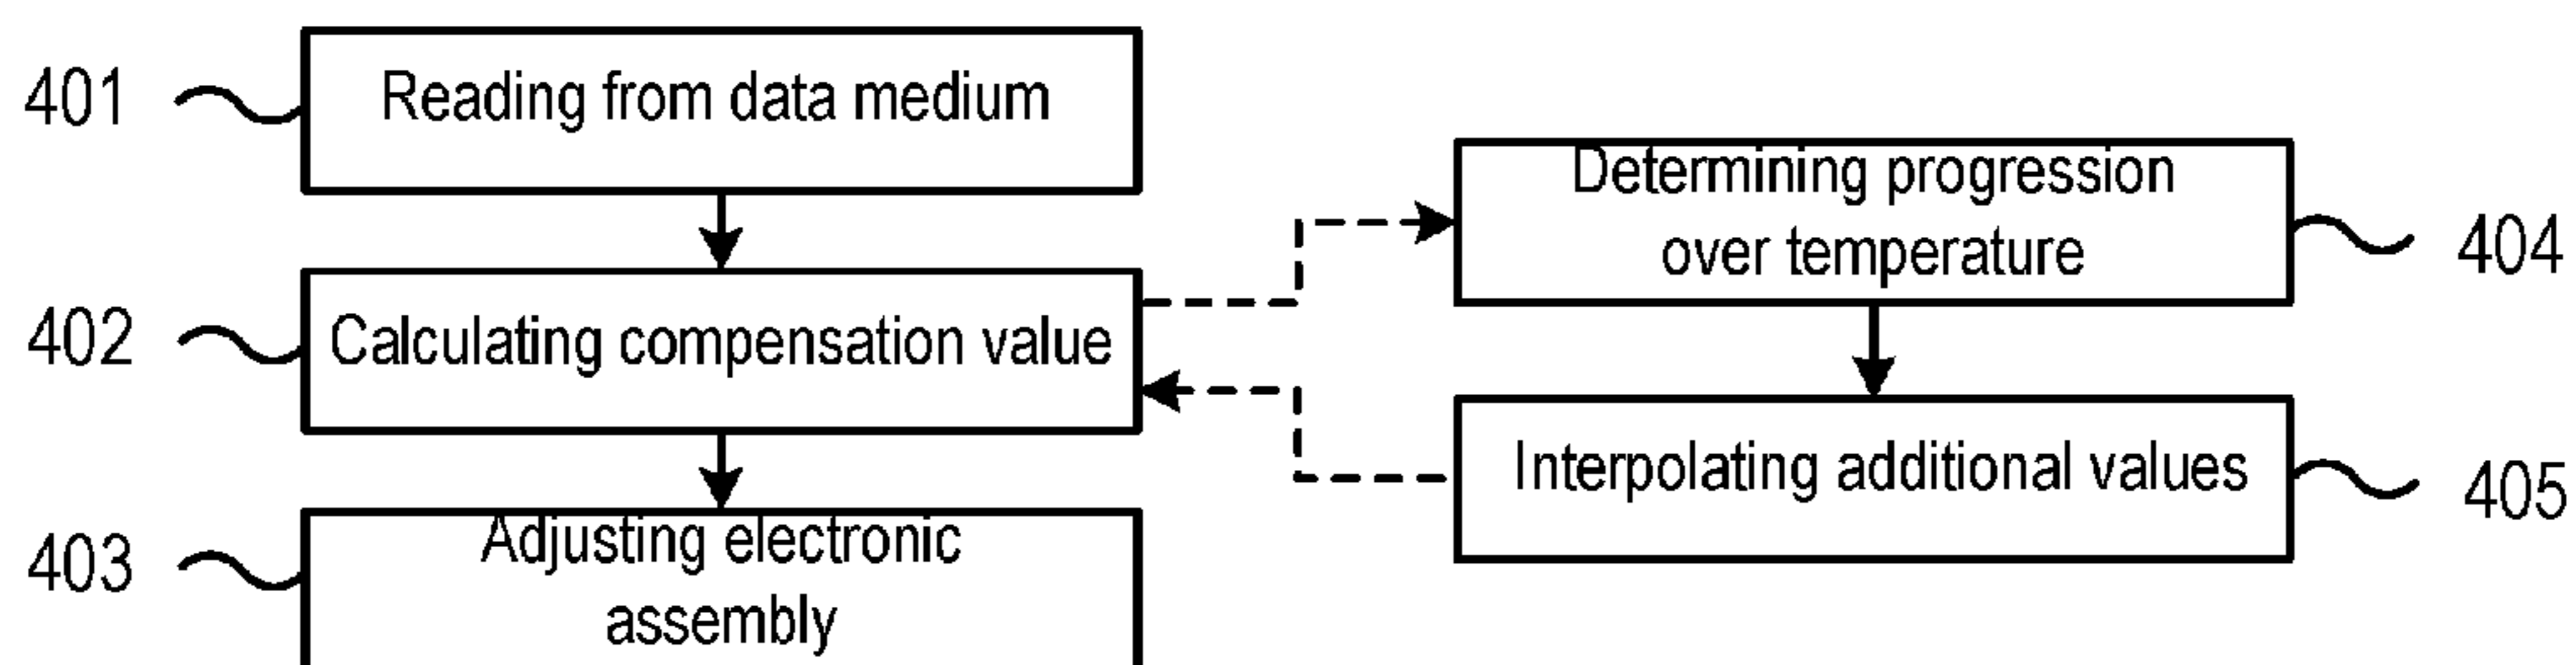 401
Reading from data medium
402
Calculating compensation value
403
Adjusting electronic
assembly
Determining progression
over temperature
404
Interpolating additional values
405